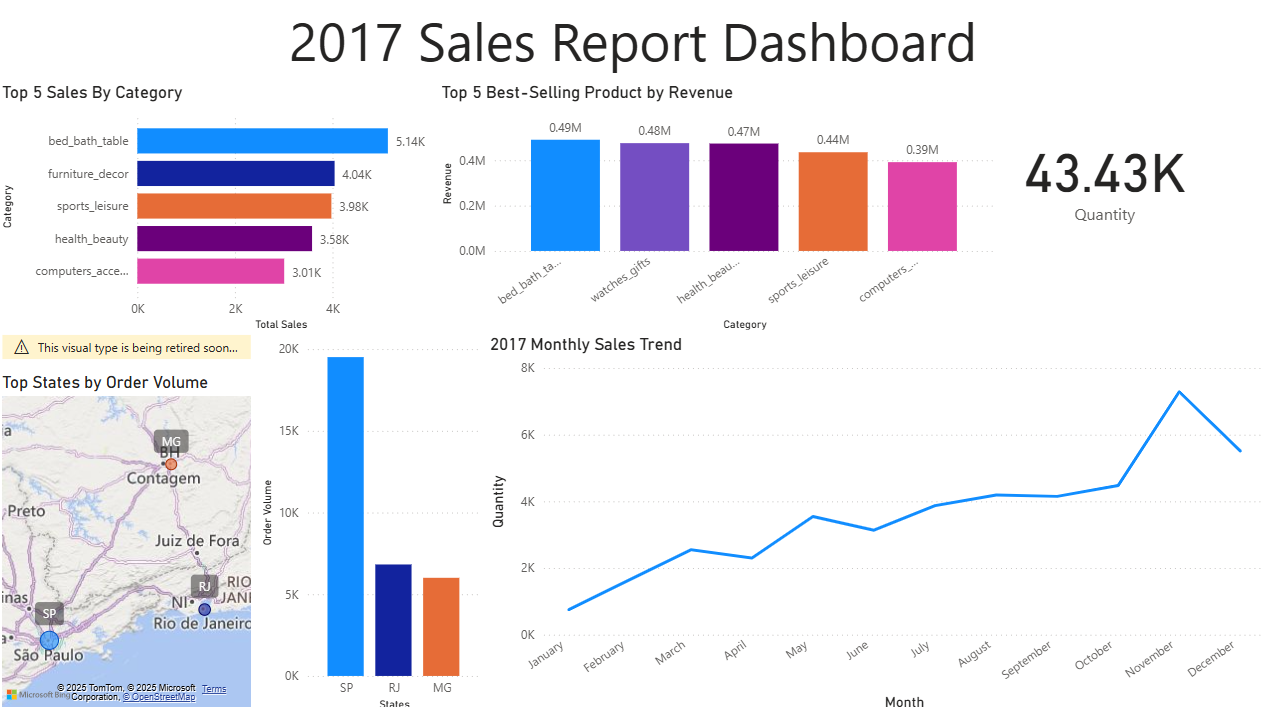 2017 Sales Report Dashboard
Top 5 Sales By Category
Category
bed_bath_table
5.14K
furniture_decor
4.04K
sports_leisure
3.98K
health_beauty
3.58K
computers_acce...
3.01K
0K 2K 4K
Total Sales
Top 5 Best-Selling Product by Revenue
Revenue
0.4M
0.2M
0.0M
0.49M 0.48M 0.47M 0.44M 0.39M
bed_bath_ta... watches_gifts health_beau... sports_leisure computers_...
Category
43.43K
Quantity
This visual type is being retired soon...
Top States by Order Volume
a
MG
BH
Contagem
Preto
Juiz de Fora
RJ
RIO
JANI
inas
NI
SP
Rio de Janeiro
a
São Paulo
© 2025 TomTom, © 2025 Microsoft Terms
Microsoft Bing Corporation, © OpenStreetMap
Order Volume
20K
15K
10K
5K
0K
SP RJ MG
States
2017 Monthly Sales Trend
Quantity
8K
6K
4K
2K
0K
January February March April May June July August September October November December
Month